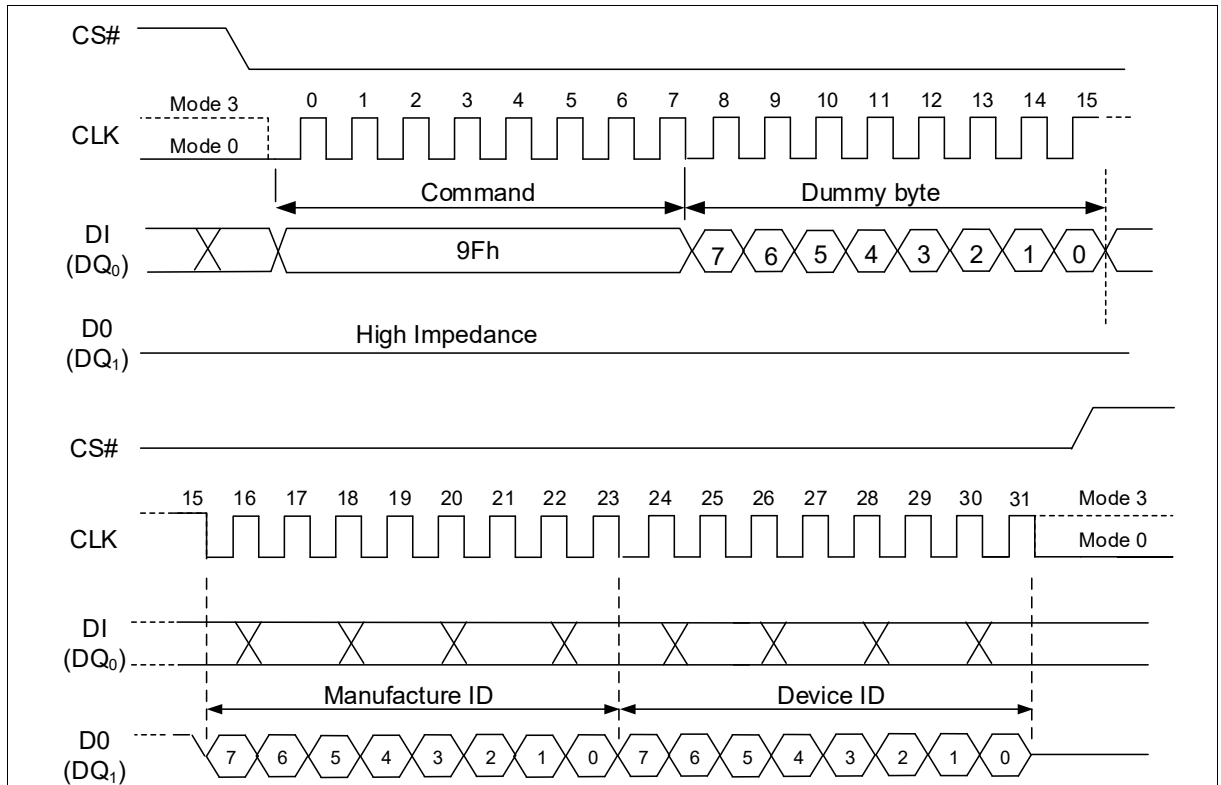 CS#
Mode 3 0 1 2 3 4 5 6 7 8 9 10 11 12 13 14 15
CLK
Mode 0
Command Dummy byte
DI
(DQ₀)
9Fh 7 6 5 4 3 2 1 0
D0
(DQ₁)
High Impedance
CS#
15 16 17 18 19 20 21 22 23 24 25 26 27 28 29 30 31 Mode 3
CLK
Mode 0
DI
(DQ₀)
Manufacture ID Device ID
D0
(DQ₁)
7 6 5 4 3 2 1 0 7 6 5 4 3 2 1 0